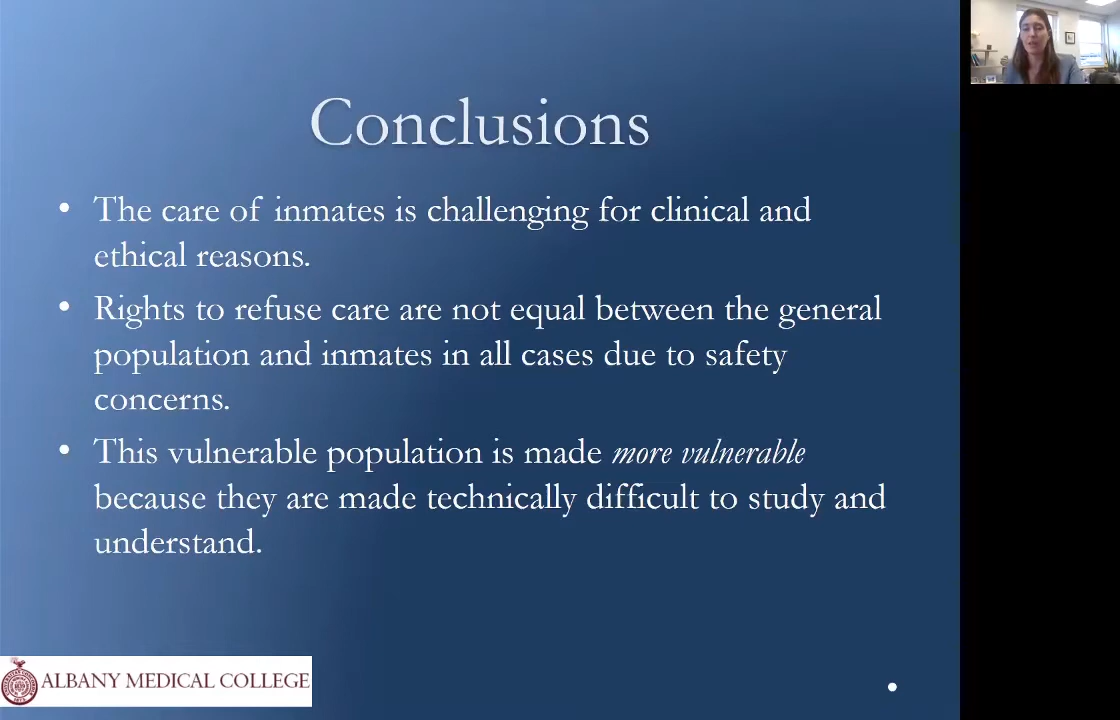 Conclusions
• The care of inmates is challenging for clinical and
ethical reasons.
• Rights to refuse care are not equal between the general
population and inmates in all cases due to safety
concerns.
• This vulnerable population is made more vulnerable
because they are made technically difficult to study and
understand.
ALBANY MEDICAL COLLEGE